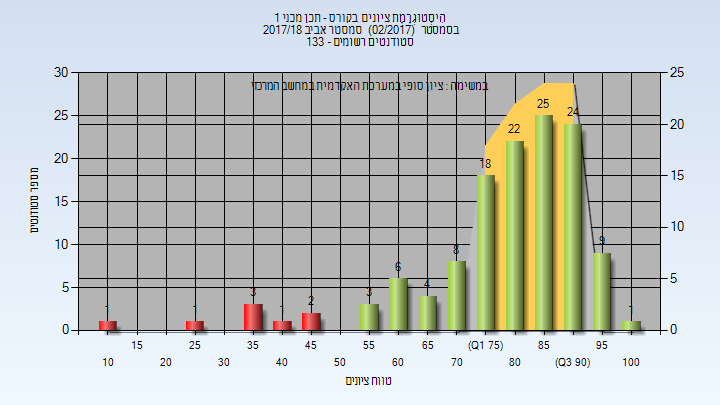 היסטוגרמת ציונים בקורס - תכן מכני 1
בסמסטר (02/2017) סמסטר אביב 2017/18
סטודנטים רשומים - 133
במשימה : ציון סופי במערכת האקדמית במחשב המרכזי
30 25 20 15 10 5 0
מספר סטודנטים
25 20 15 10 5 0
1 1 3 1 2 3 6 4 8 18 22 25 24 9 1
15 25 35 45 55 65 (Q1 75) 85 95
10 20 30 40 50 60 70 80 (Q3 90) 100
טווח ציונים